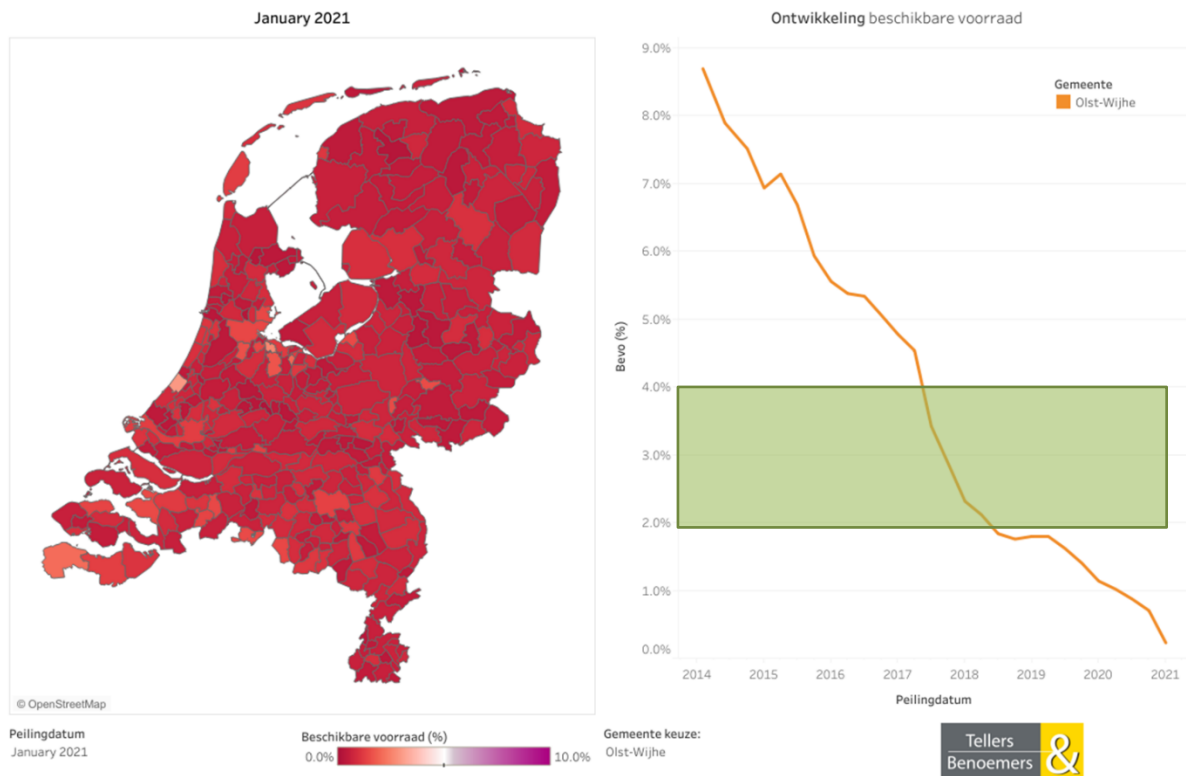 January 2021
© OpenStreetMap
Peilingdatum
January 2021
Beschikbare voorraad (%)
0.0%
10.0%
Ontwikkeling beschikbare voorraad
Gemeente
Olst-Wijhe
Bevo (%)
9.0%
8.0%
7.0%
6.0%
5.0%
4.0%
3.0%
2.0%
1.0%
0.0%
2014 2015 2016 2017 2018 2019 2020 2021
Peilingdatum
Gemeente keuze:
Olst-Wijhe
Tellers &
Benoemers